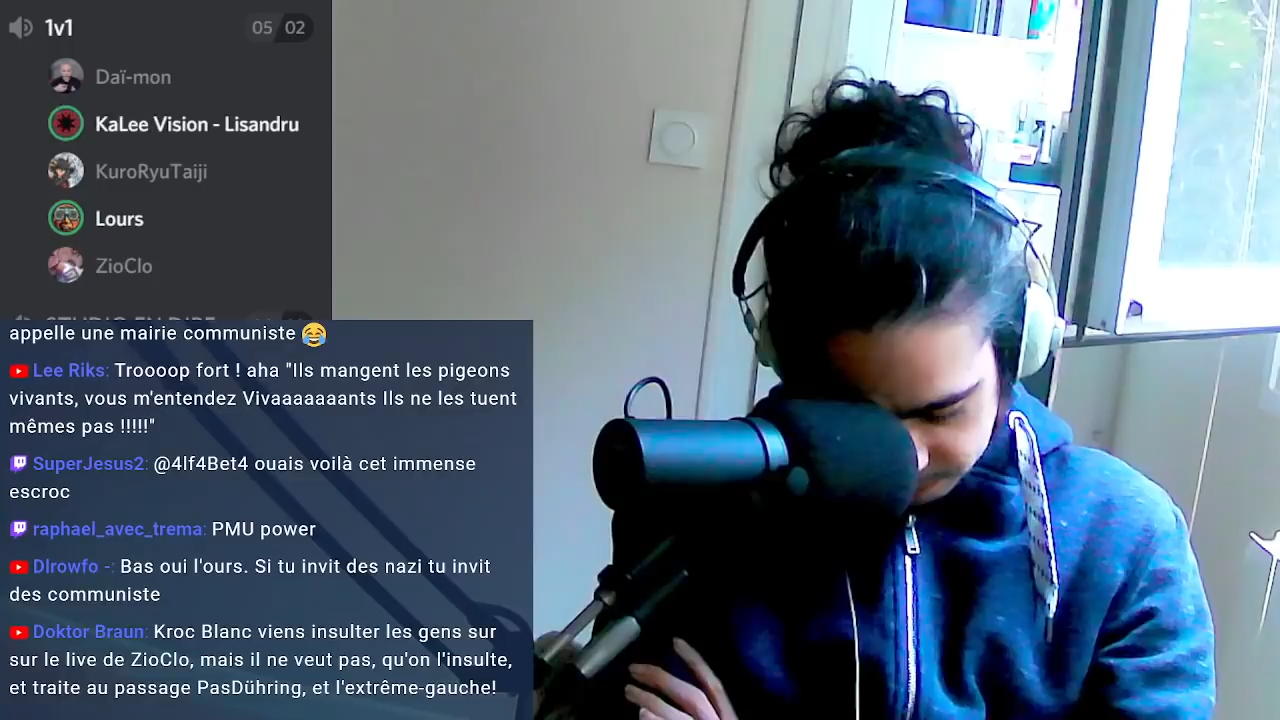 1v1
05 02
Daï-mon
KaLee Vision - Lisandru
KuroRyuTaiji
Lours
ZioClo
appelle une mairie communiste 😂
Lee Riks: Troooop fort ! aha "Ils mangent les pigeons
vivants, vous m'entendez Vivaaaaaaants Ils ne les tuent
mêmes pas !!!!!"
SuperJesus2: @4lf4Bet4 ouais voilà cet immense
escroc
raphael_avec_trema: PMU power
Dlrowfo -: Bas oui l'ours. Si tu invit des nazi tu invit
des communiste
Doktor Braun: Kroc Blanc viens insulter les gens sur
sur le live de ZioClo, mais il ne veut pas, qu'on l'insulte,
et traite au passage PasDühring, et l'extrême-gauche!